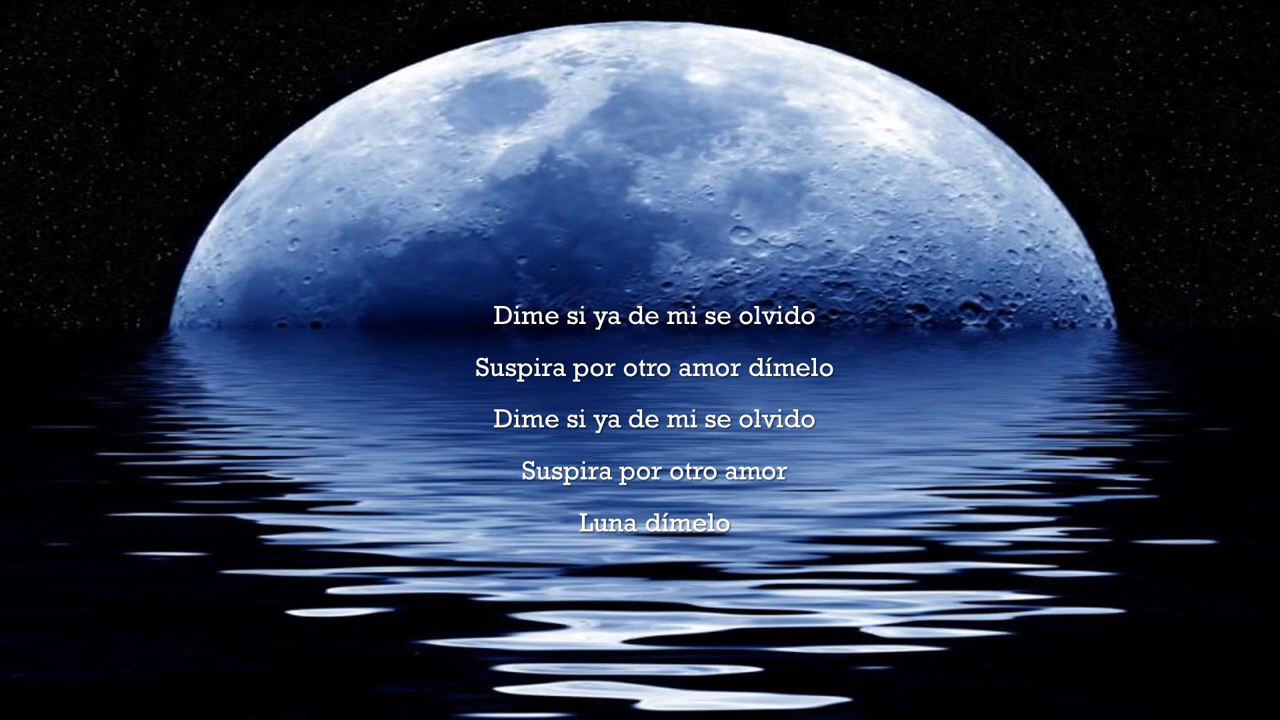 Dime si ya de mi se olvido
Suspira por otro amor dímelo
Dime si ya de mi se olvido
Suspira por otro amor
Luna dímelo